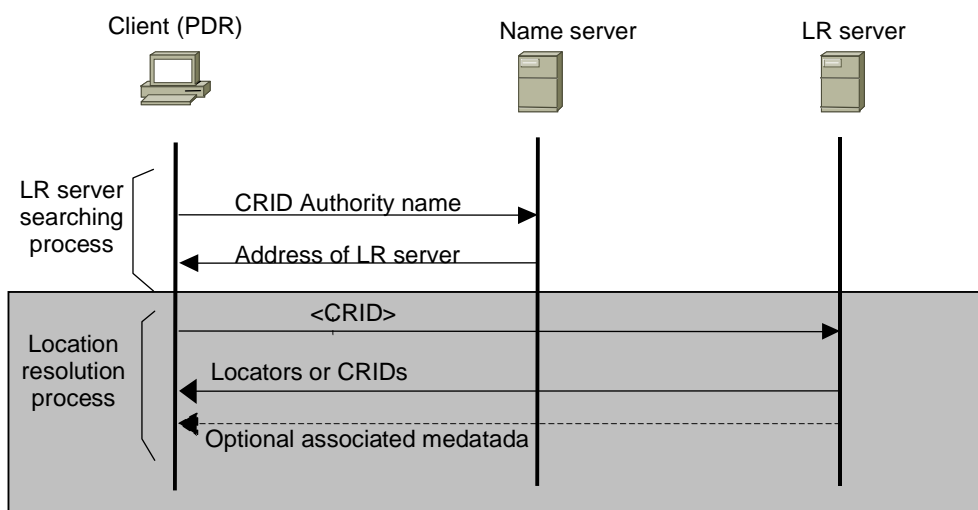 Client (PDR)
Name server
LR server
LR server
searching
process
CRID Authority name
Address of LR server
<CRID>
Location
resolution
process
Locators or CRIDs
Optional associated medatada